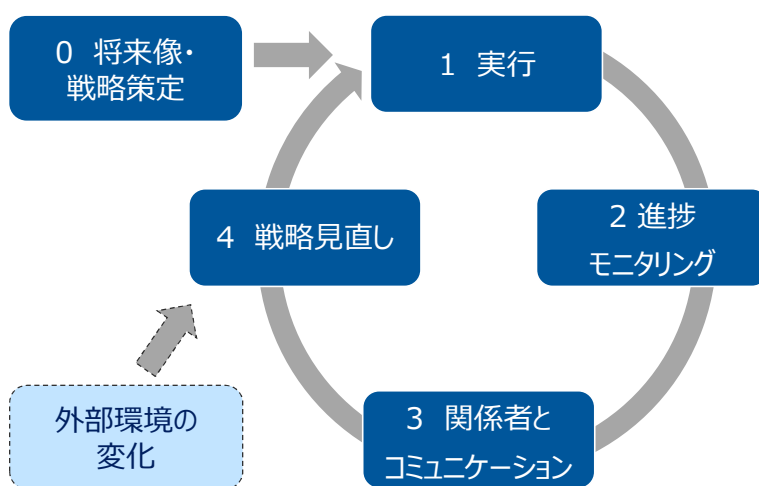 0　将来像・
戦略策定
1　実行
2 進捗
モニタリング
3　関係者と
コミュニケーション
4　戦略見直し
外部環境の
変化